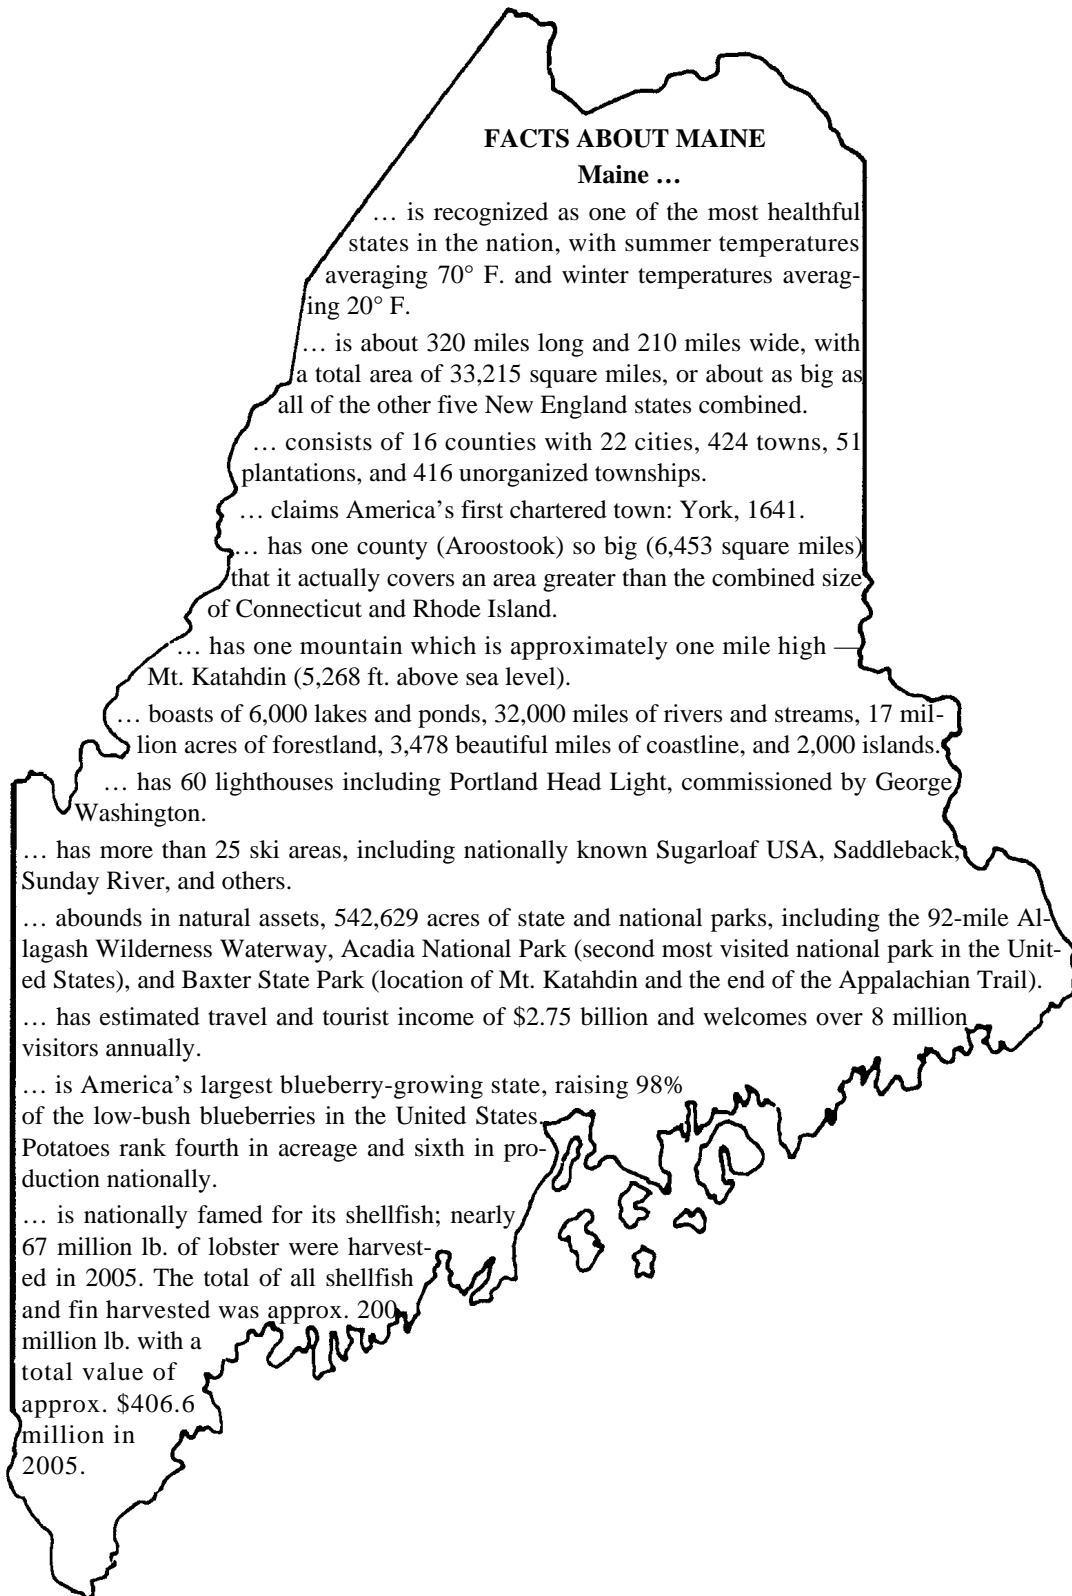 FACTS ABOUT MAINE
Maine …
… is recognized as one of the most healthful
states in the nation, with summer temperatures
averaging 70° F. and winter temperatures averag-
ing 20° F.
… is about 320 miles long and 210 miles wide, with
a total area of 33,215 square miles, or about as big as
all of the other five New England states combined.
… consists of 16 counties with 22 cities, 424 towns, 51
plantations, and 416 unorganized townships.
… claims America’s first chartered town: York, 1641.
… has one county (Aroostook) so big (6,453 square miles)
that it actually covers an area greater than the combined size
of Connecticut and Rhode Island.
… has one mountain which is approximately one mile high —
Mt. Katahdin (5,268 ft. above sea level).
… boasts of 6,000 lakes and ponds, 32,000 miles of rivers and streams, 17 mil-
lion acres of forestland, 3,478 beautiful miles of coastline, and 2,000 islands.
… has 60 lighthouses including Portland Head Light, commissioned by George
Washington.
… has more than 25 ski areas, including nationally known Sugarloaf USA, Saddleback,
Sunday River, and others.
… abounds in natural assets, 542,629 acres of state and national parks, including the 92-mile Al-
lagash Wilderness Waterway, Acadia National Park (second most visited national park in the Unit-
ed States), and Baxter State Park (location of Mt. Katahdin and the end of the Appalachian Trail).
… has estimated travel and tourist income of $2.75 billion and welcomes over 8 million
visitors annually.
… is America’s largest blueberry-growing state, raising 98%
of the low-bush blueberries in the United States.
Potatoes rank fourth in acreage and sixth in pro-
duction nationally.
… is nationally famed for its shellfish; nearly
67 million lb. of lobster were harvest-
ed in 2005. The total of all shellfish
and fin harvested was approx. 200
million lb. with a
total value of
approx. $406.6
million in
2005.